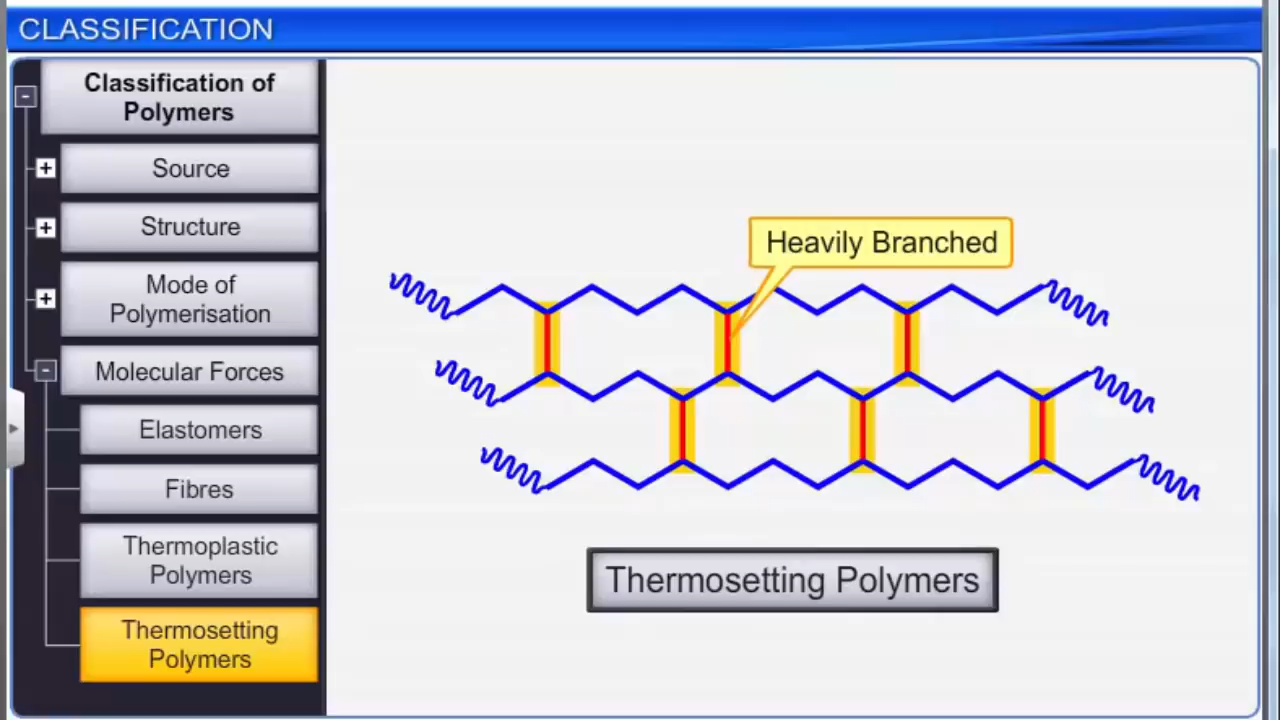 CLASSIFICATION
Classification of
Polymers
Source
Structure
Mode of
Polymerisation
Molecular Forces
Elastomers
Fibres
Thermoplastic
Polymers
Thermosetting
Polymers
Heavily Branched
Thermosetting Polymers